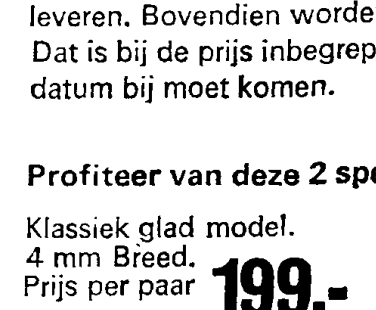 leveren. Bovendien worde
Dat is bij de prijs inbegrep
datum bij moet komen.
Profiteer van deze 2 spe
Klassiek glad model.
4 mm Breed.
Prijs per paar 199.-